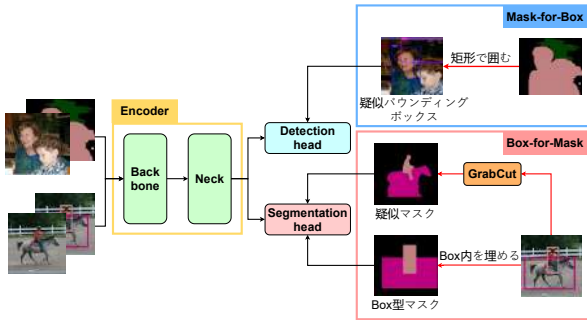 Mask-for-Box
矩形で囲む
疑似バウンディング
ボックス
Encoder
Back
bone
Neck
Detection
head
Segmentation
head
Box-for-Mask
GrabCut
疑似マスク
Box内を埋める
Box型マスク